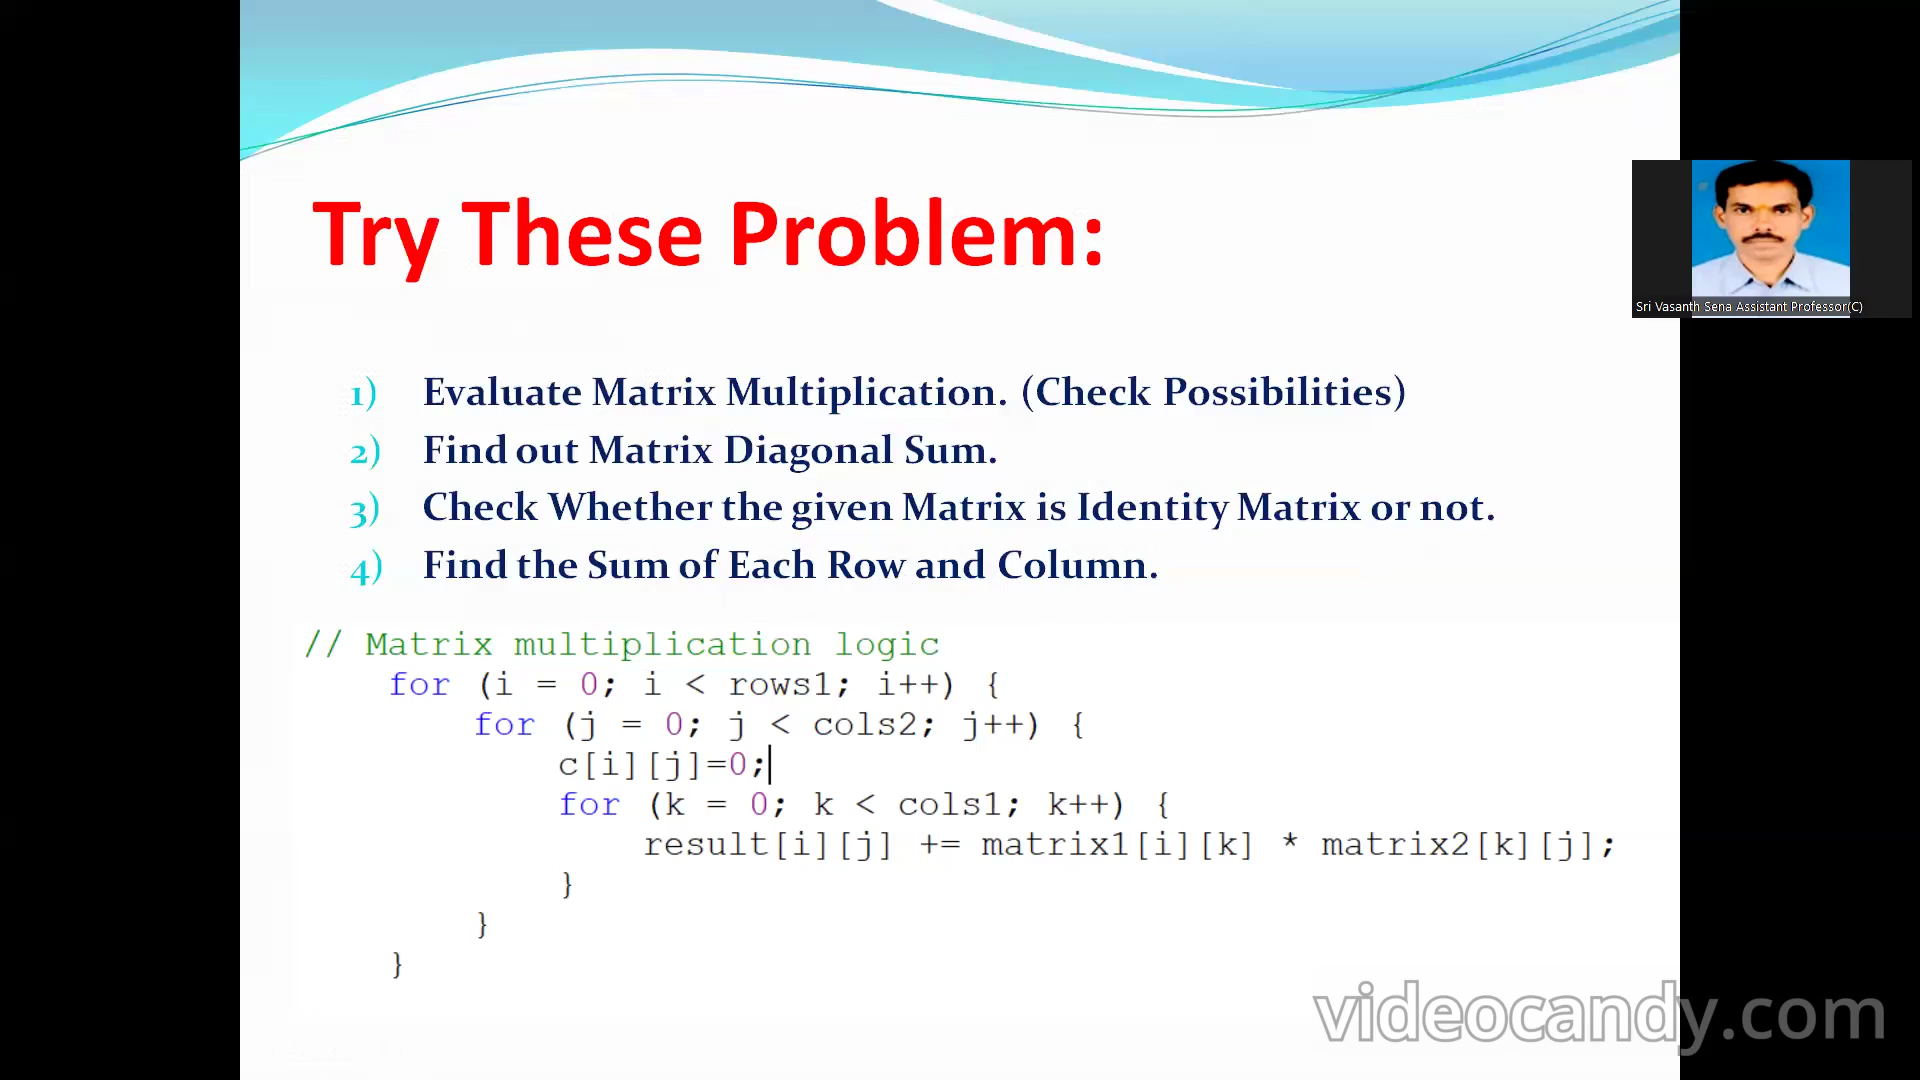 Try These Problem:
Sri Vasanth Sena Assistant Professor(C)
1) Evaluate Matrix Multiplication. (Check Possibilities)
2) Find out Matrix Diagonal Sum.
3) Check Whether the given Matrix is Identity Matrix or not.
4) Find the Sum of Each Row and Column.
// Matrix multiplication logic
for (i = 0; i < rows1; i++) {
for (j = 0; j < cols2; j++) {
c[i][j]=0;
for (k = 0; k < cols1; k++) {
result[i][j] += matrix1[i][k] * matrix2[k][j];
}
}
}
videocandy.com